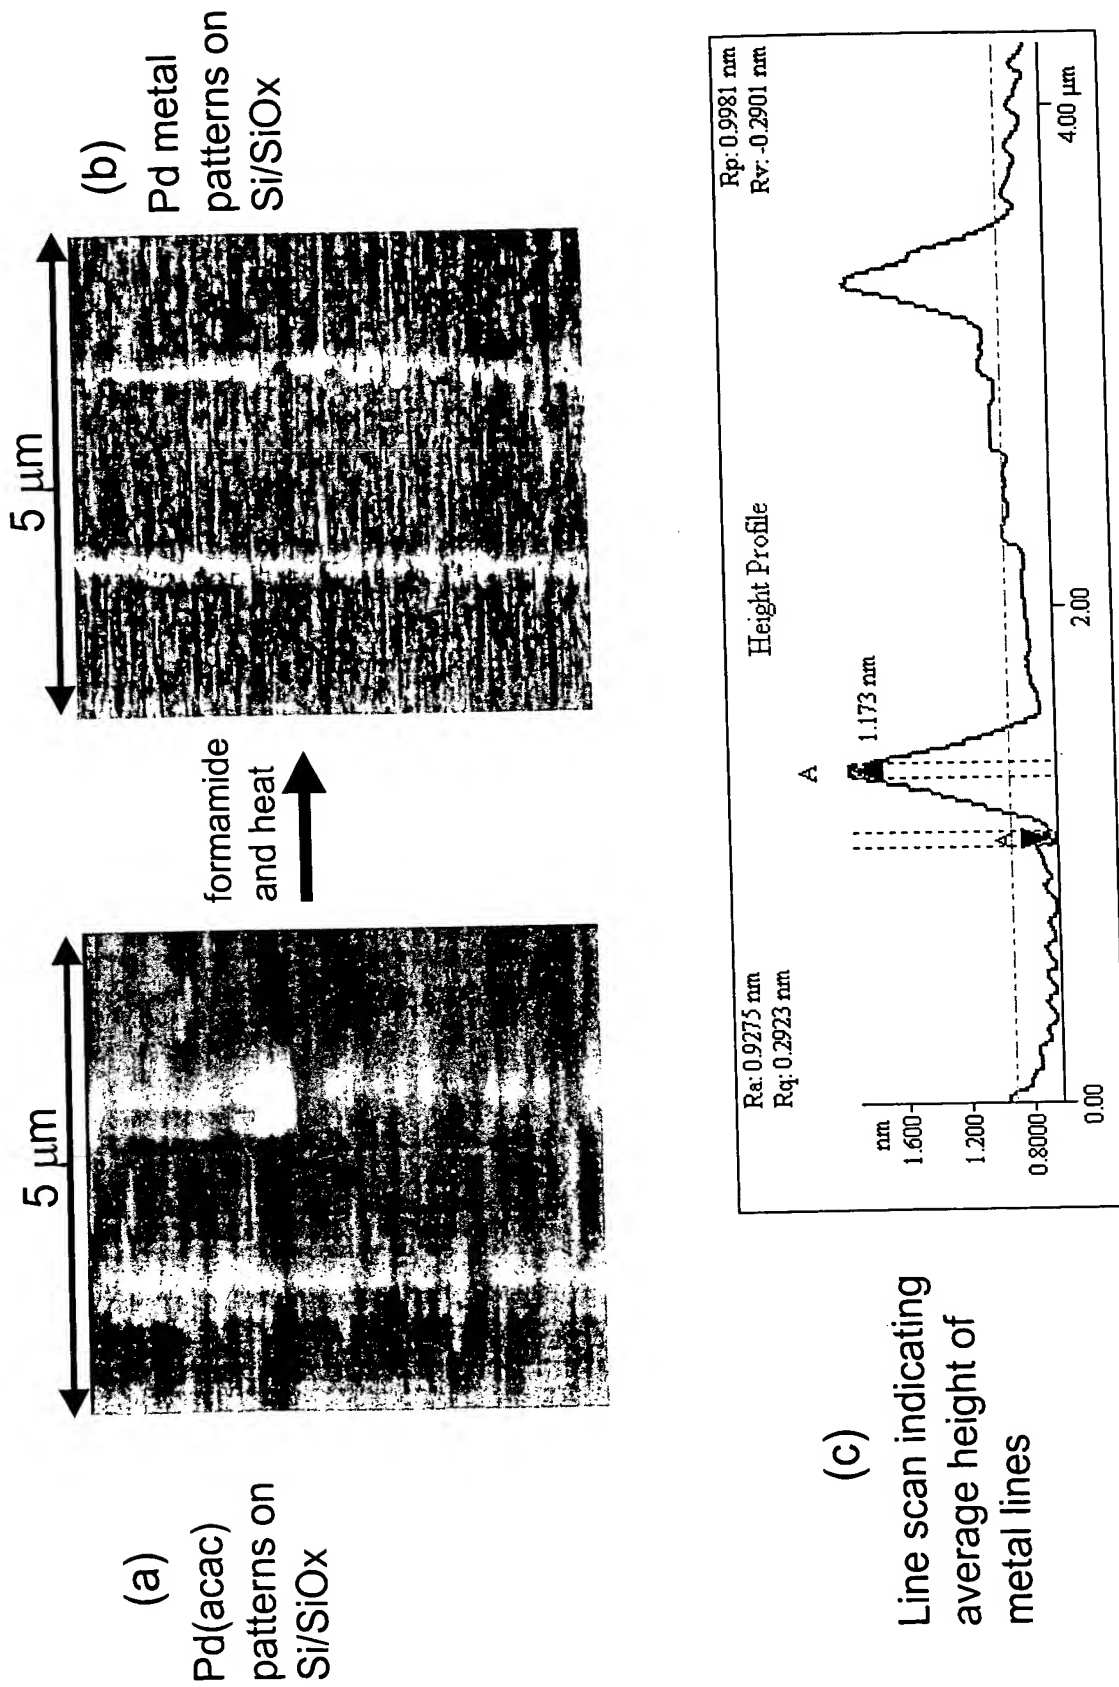 (a)
Pd(acac)
patterns on
Si/SiOx
5 μm
formamide
and heat
5 μm
(b)
Pd metal
patterns on
Si/SiOx
(c)
Line scan indicating
average height of
metal lines
Ra: 0.9275 nm
Rq: 0.2923 nm
Height Profile
Rp: 0.9981 nm
Rv: -0.2901 nm
A
1.173 nm
A
nm
1.600
1.200
0.8000
0.00
2.00
4.00 μm